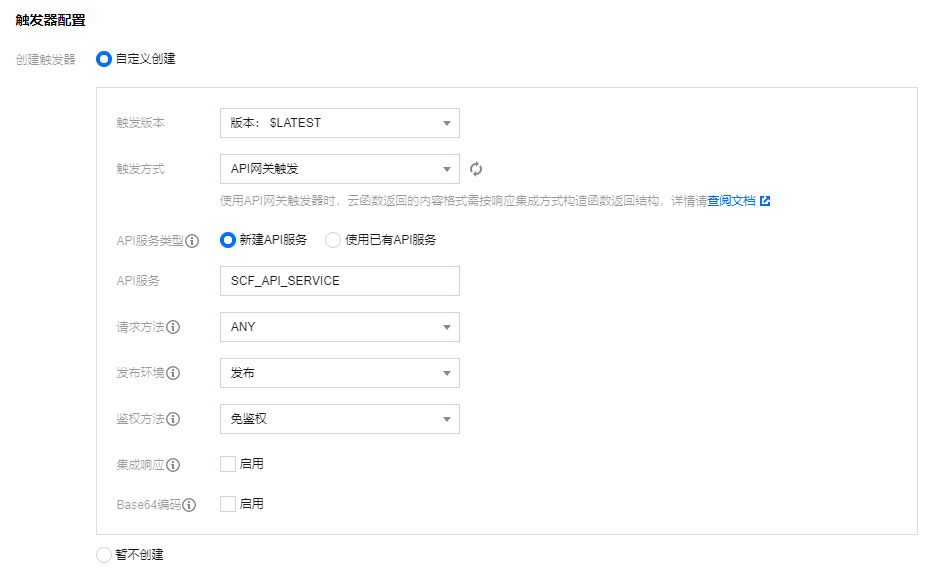 触发器配置
创建触发器 自定义创建
触发版本 版本： $LATEST
触发方式 API网关触发
使用API网关触发器时，云函数返回的内容格式需按响应集成方式构造函数返回结构，详情请查阅文档
API服务类型 新建API服务 使用已有API服务
API服务 SCF_API_SERVICE
请求方法 ANY
发布环境 发布
鉴权方法 免鉴权
集成响应 启用
Base64编码 启用
暂不创建